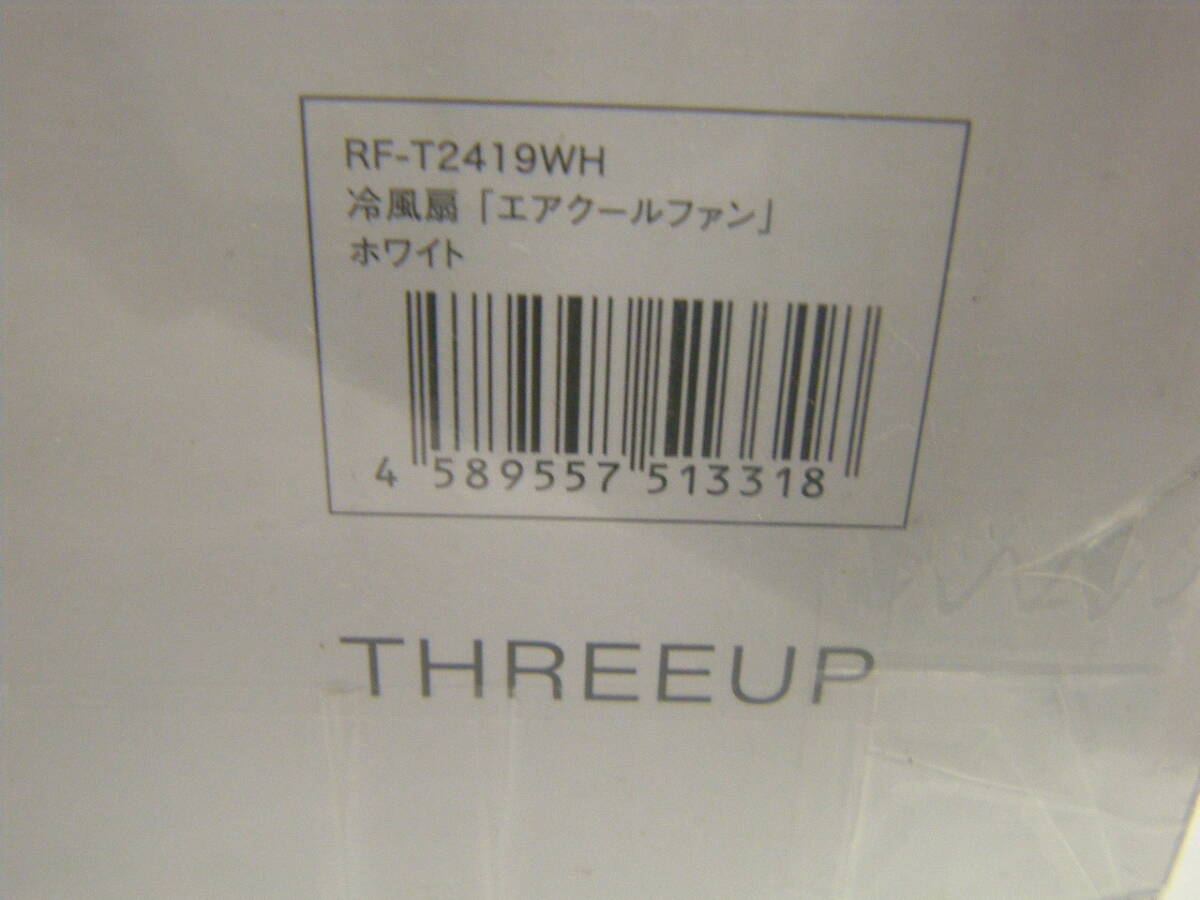 RF-T2419WH
冷風扇「エアクールファン」
ホワイト
4 589557 513318
THREEUP